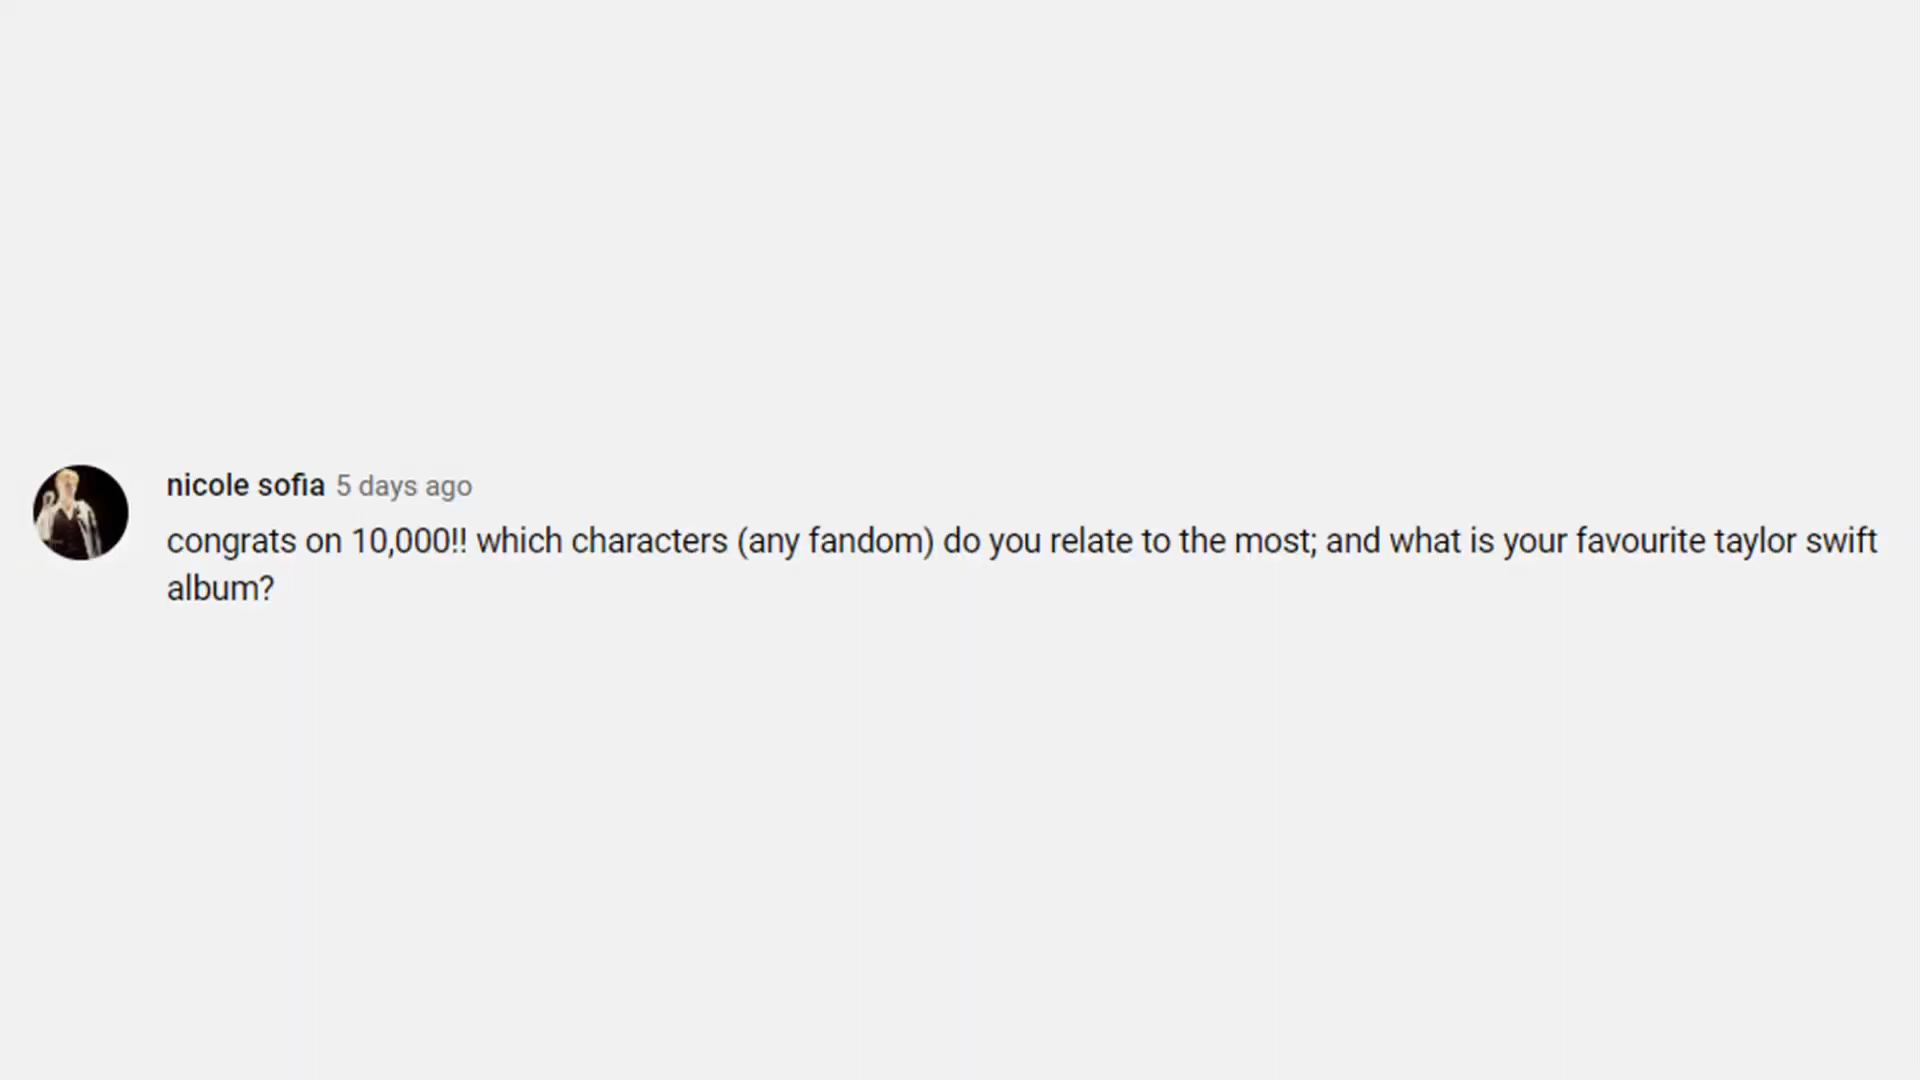 nicole sofia 5 days ago
congrats on 10,000!! which characters (any fandom) do you relate to the most; and what is your favourite taylor swift
album?